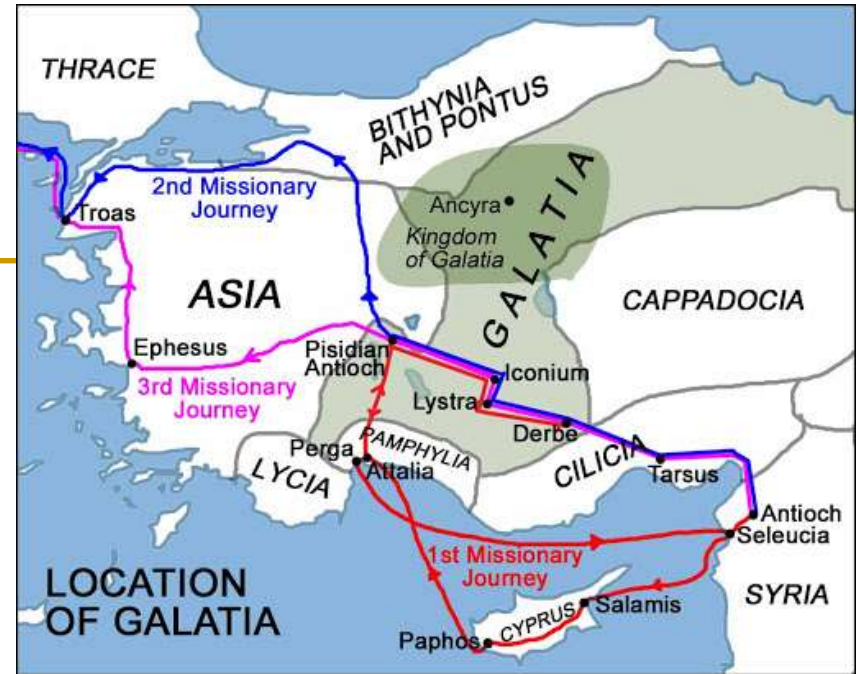 THRACE
BITHYNIA
AND PONTUS
2nd Missionary
Journey
Troas
Ancyra
Kingdom
of Galatia
GALATIA
ASIA
CAPPADOCIA
Ephesus
Pisidian
Antioch
3rd Missionary
Journey
Iconium
Lystra
Derbe
Perga
PAMPHYLIA
Attalia
LYCIA
CILICIA
Tarsus
Antioch
Seleucia
1st Missionary
Journey
LOCATION
OF GALATIA
SYRIA
Salamis
CYPRUS
Paphos